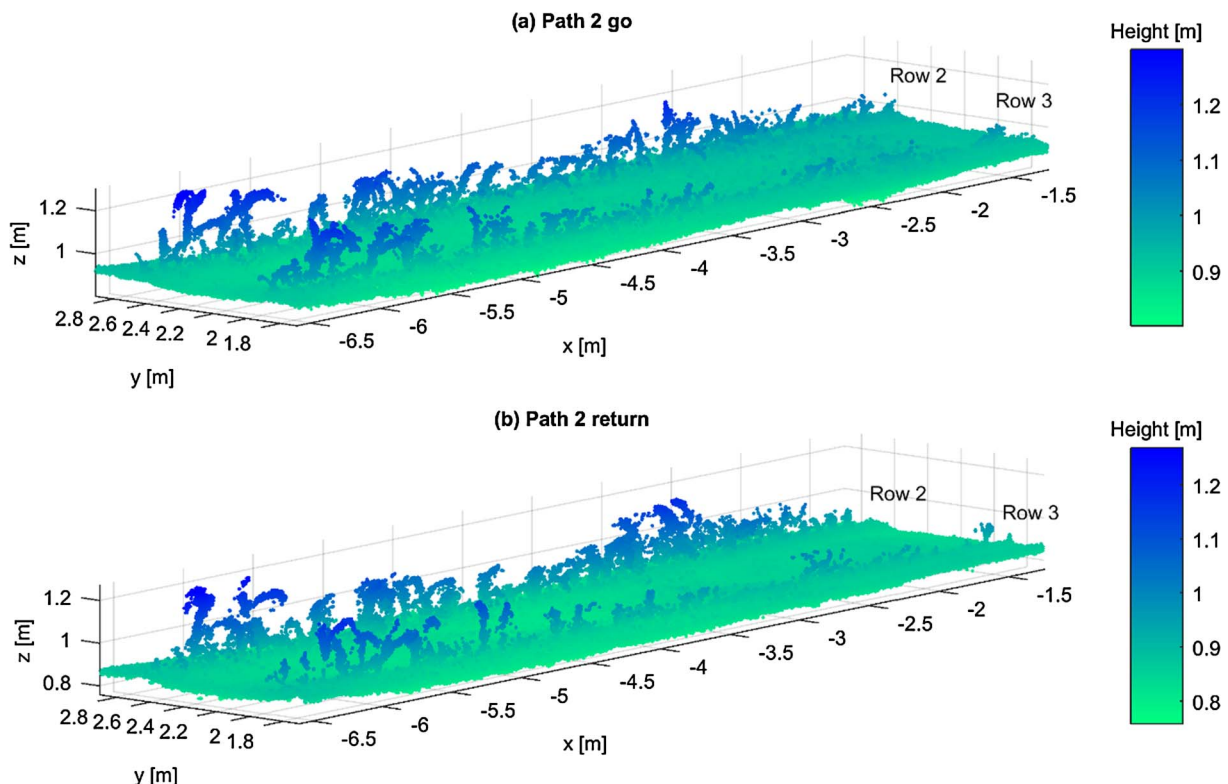 (a) Path 2 go
Height [m]
Row 2
Row 3
1.2
1.1
1
0.9
z [m]
1.2
1
2.8 2.6 2.4 2.2 2 1.8
y [m]
-6.5 -6 -5.5 -5 -4.5 -4 -3.5 -3 -2.5 -2 -1.5
x [m]
(b) Path 2 return
Height [m]
Row 2
Row 3
1.2
1.1
1
0.9
0.8
z [m]
1.2
1
0.8
2.8 2.6 2.4 2.2 2 1.8
y [m]
-6.5 -6 -5.5 -5 -4.5 -4 -3.5 -3 -2.5 -2 -1.5
x [m]